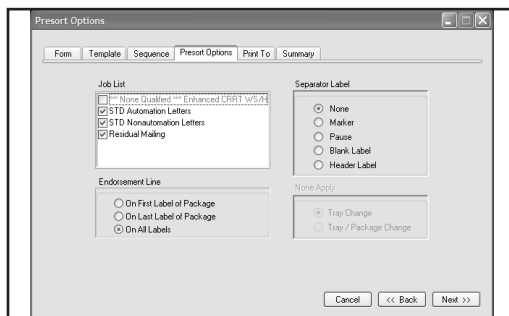 Presort Options
Form Template Sequence Presort Options Print To Summary
Job List
*** None Qualified *** Enhanced CRRT WS/H
STD Automation Letters
STD Nonautomation Letters
Residual Mailing
Endorsement Line
On First Label of Package
On Last Label of Package
On All Labels
Separator Label
None
Marker
Pause
Blank Label
Header Label
None Apply
Tray Change
Tray / Package Change
Cancel << Back Next >>